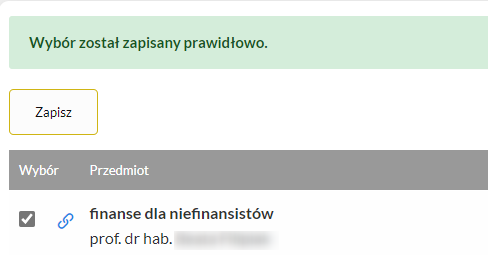 Wybór został zapisany prawidłowo.
Zapisz
Wybór Przedmiot
finanse dla niefinansistów
prof. dr hab.